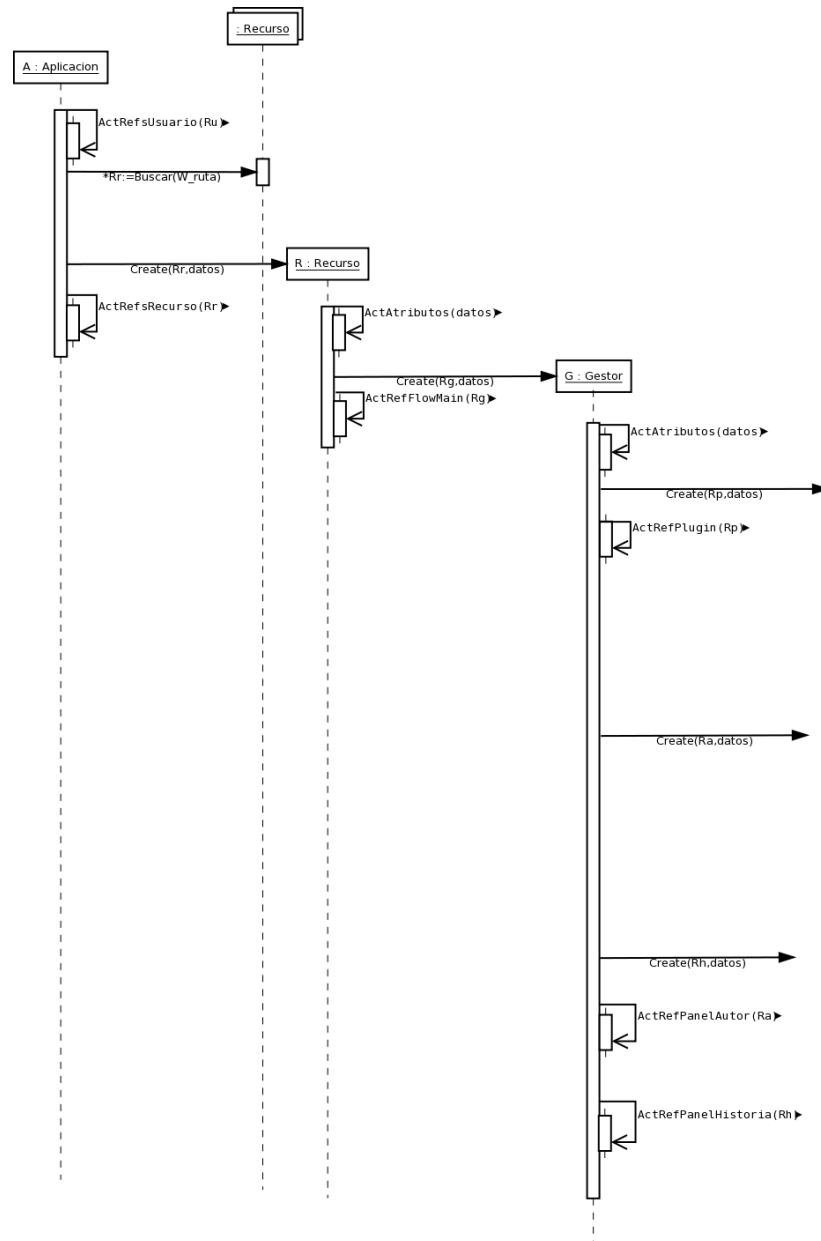 : Recurso
A : Aplicacion
ActRefsUsuario(Ru)
*Rr:=Buscar(W_ruta)
Create(Rr,datos)
R : Recurso
ActRefsRecurso(Rr)
ActAtributos(datos)
Create(Rg,datos)
G : Gestor
ActRefFlowMain(Rg)
ActAtributos(datos)
Create(Rp,datos)
ActRefPlugin(Rp)
Create(Ra,datos)
Create(Rh,datos)
ActRefPanelAutor(Ra)
ActRefPanelHistoria(Rh)